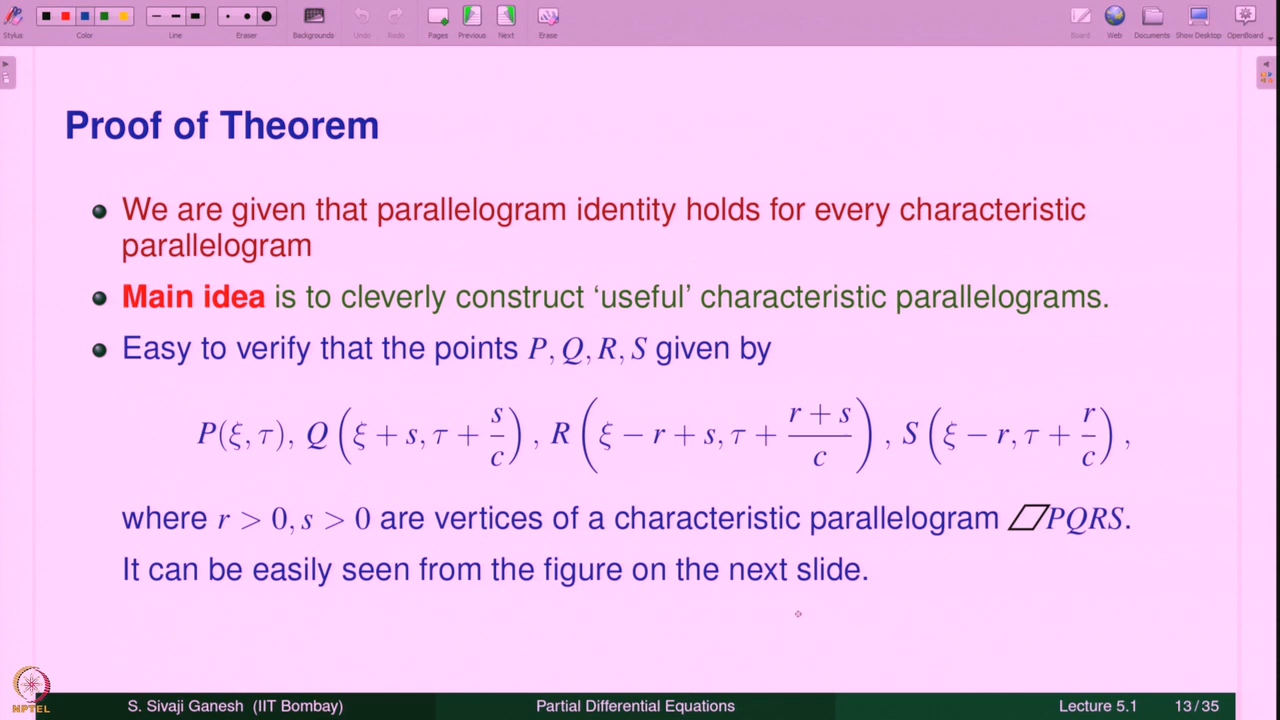 Stylus Color Line Eraser Backgrounds Undo Redo Pages Previous Next Erase Board Web Documents Show Desktop OpenBoard
Proof of Theorem
We are given that parallelogram identity holds for every characteristic
parallelogram
Main idea is to cleverly construct ‘useful’ characteristic parallelograms.
Easy to verify that the points P, Q, R, S given by
P(ξ, τ), Q(ξ + s, τ + s/c), R(ξ − r + s, τ + (r + s)/c), S(ξ − r, τ + r/c),
where r > 0, s > 0 are vertices of a characteristic parallelogram ▱PQRS.
It can be easily seen from the figure on the next slide.
NPTEL
S. Sivaji Ganesh (IIT Bombay) Partial Differential Equations Lecture 5.1 13 / 35